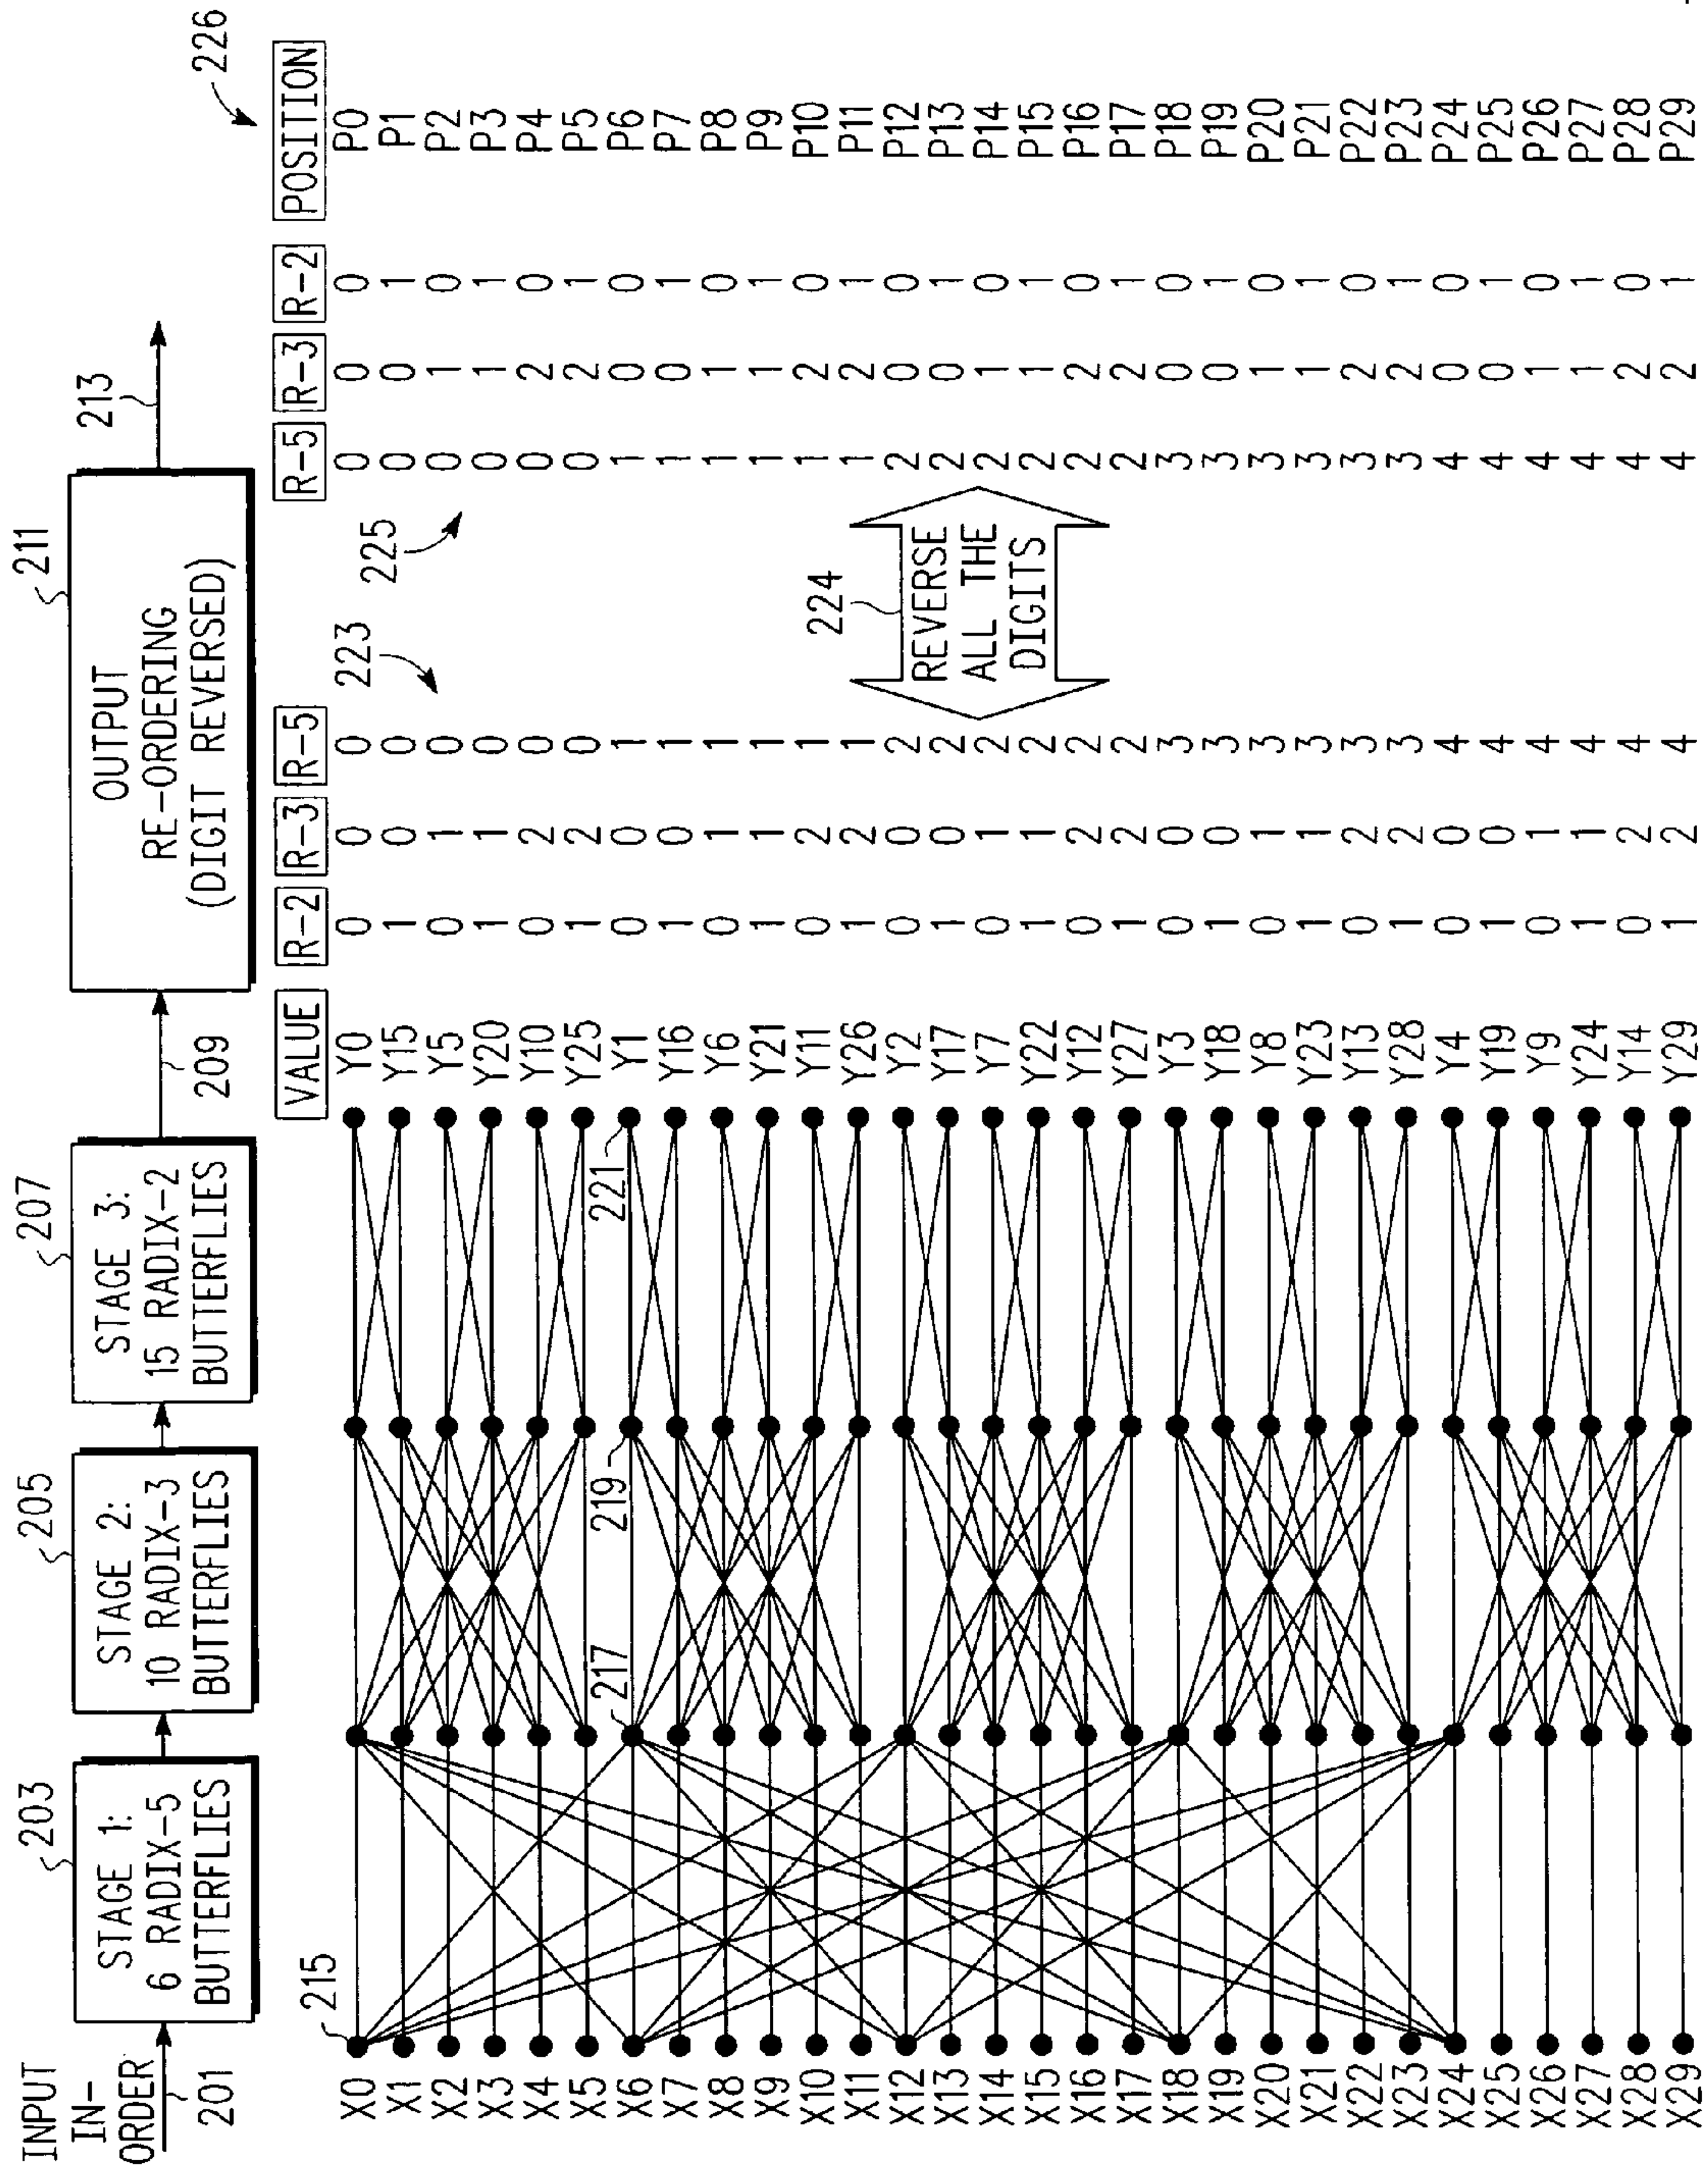 INPUT
IN-
ORDER
201
203
STAGE 1:
6 RADIX-5
BUTTERFLIES
205
STAGE 2:
10 RADIX-3
BUTTERFLIES
207
STAGE 3:
15 RADIX-2
BUTTERFLIES
209
211
OUTPUT
RE-ORDERING
(DIGIT REVERSED)
213
215
217
219
221
223
225
226
224
REVERSE
ALL THE
DIGITS
VALUE R-2 R-3 R-5 R-5 R-3 R-2 POSITION
X0 Y0 0 0 0 0 0 0 P0
X1 Y15 1 0 0 0 0 1 P1
X2 Y5 0 1 0 0 1 0 P2
X3 Y20 1 1 0 0 1 1 P3
X4 Y10 0 2 0 0 2 0 P4
X5 Y25 1 2 0 0 2 1 P5
X6 Y1 0 0 1 1 0 0 P6
X7 Y16 1 0 1 1 0 1 P7
X8 Y6 0 1 1 1 1 0 P8
X9 Y21 1 1 1 1 1 1 P9
X10 Y11 0 2 1 1 2 0 P10
X11 Y26 1 2 1 1 2 1 P11
X12 Y2 0 0 2 2 0 0 P12
X13 Y17 1 0 2 2 0 1 P13
X14 Y7 0 1 2 2 1 0 P14
X15 Y22 1 1 2 2 1 1 P15
X16 Y12 0 2 2 2 2 0 P16
X17 Y27 1 2 2 2 2 1 P17
X18 Y3 0 0 3 3 0 0 P18
X19 Y18 1 0 3 3 0 1 P19
X20 Y8 0 1 3 3 1 0 P20
X21 Y23 1 1 3 3 1 1 P21
X22 Y13 0 2 3 3 2 0 P22
X23 Y28 1 2 3 3 2 1 P23
X24 Y4 0 0 4 4 0 0 P24
X25 Y19 1 0 4 4 0 1 P25
X26 Y9 0 1 4 4 1 0 P26
X27 Y24 1 1 4 4 1 1 P27
X28 Y14 0 2 4 4 2 0 P28
X29 Y29 1 2 4 4 2 1 P29